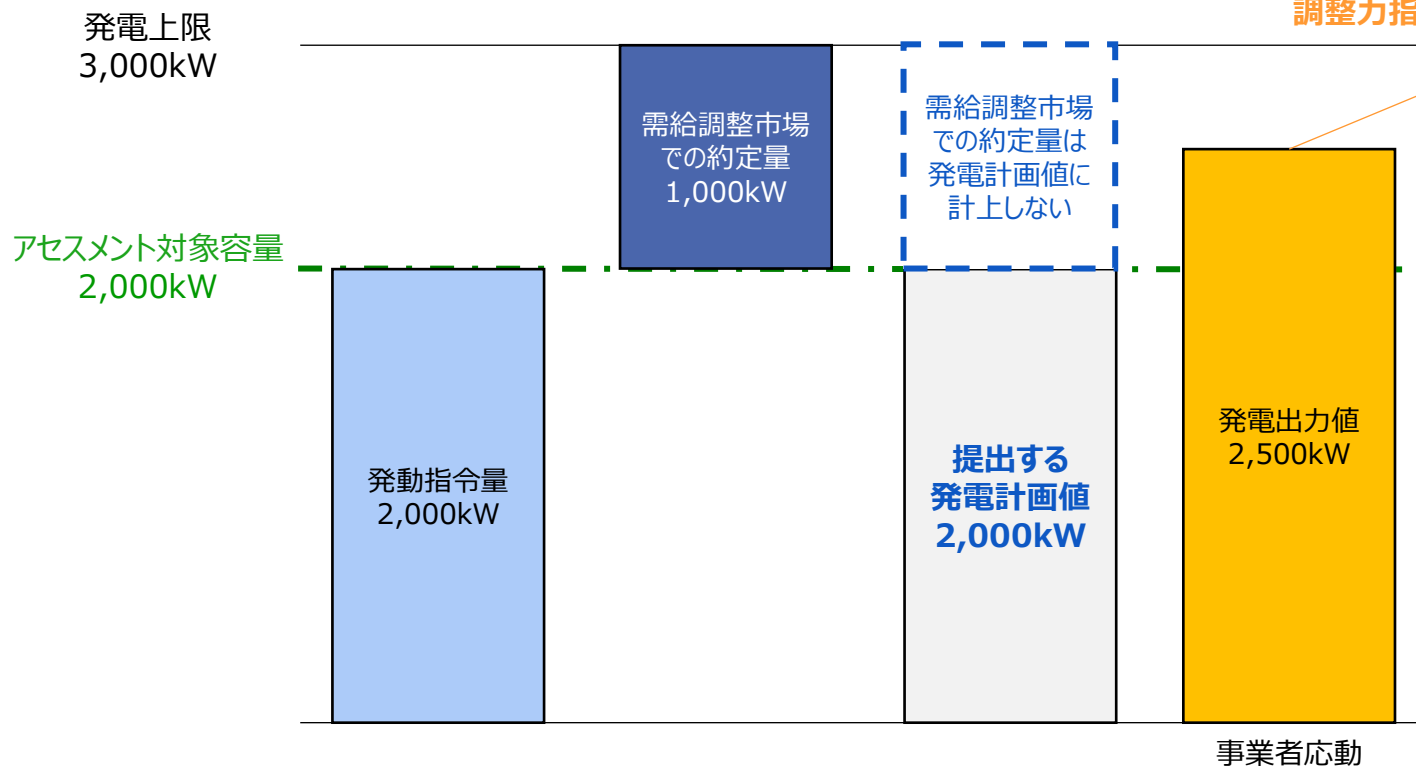 調整力指
発電上限
3,000kW
需給調整市場
での約定量
1,000kW
需給調整市場
での約定量は
発電計画値に
計上しない
アセスメント対象容量
2,000kW
発動指令量
2,000kW
提出する
発電計画値
2,000kW
発電出力値
2,500kW
事業者応動